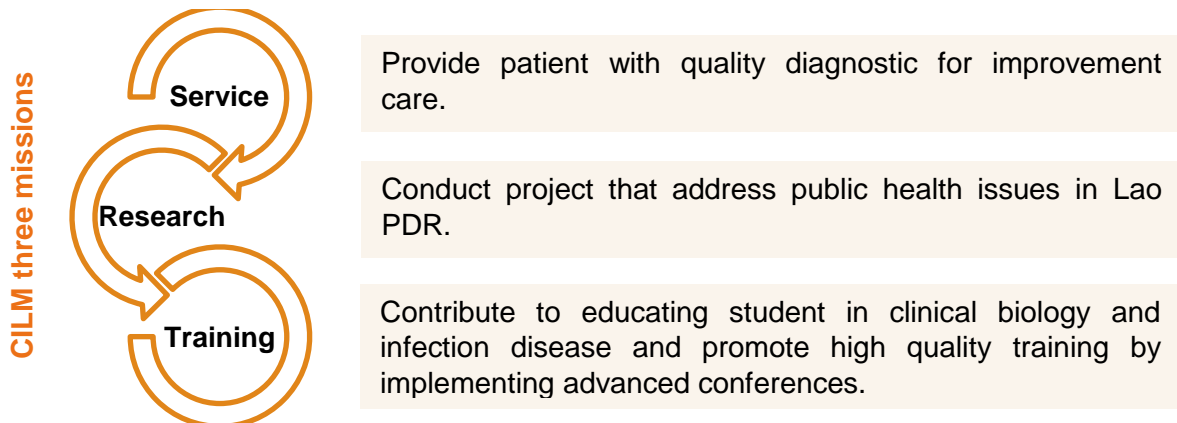 CILM three missions
Service
Provide patient with quality diagnostic for improvement
care.
Research
Conduct project that address public health issues in Lao
PDR.
Training
Contribute to educating student in clinical biology and
infection disease and promote high quality training by
implementing advanced conferences.